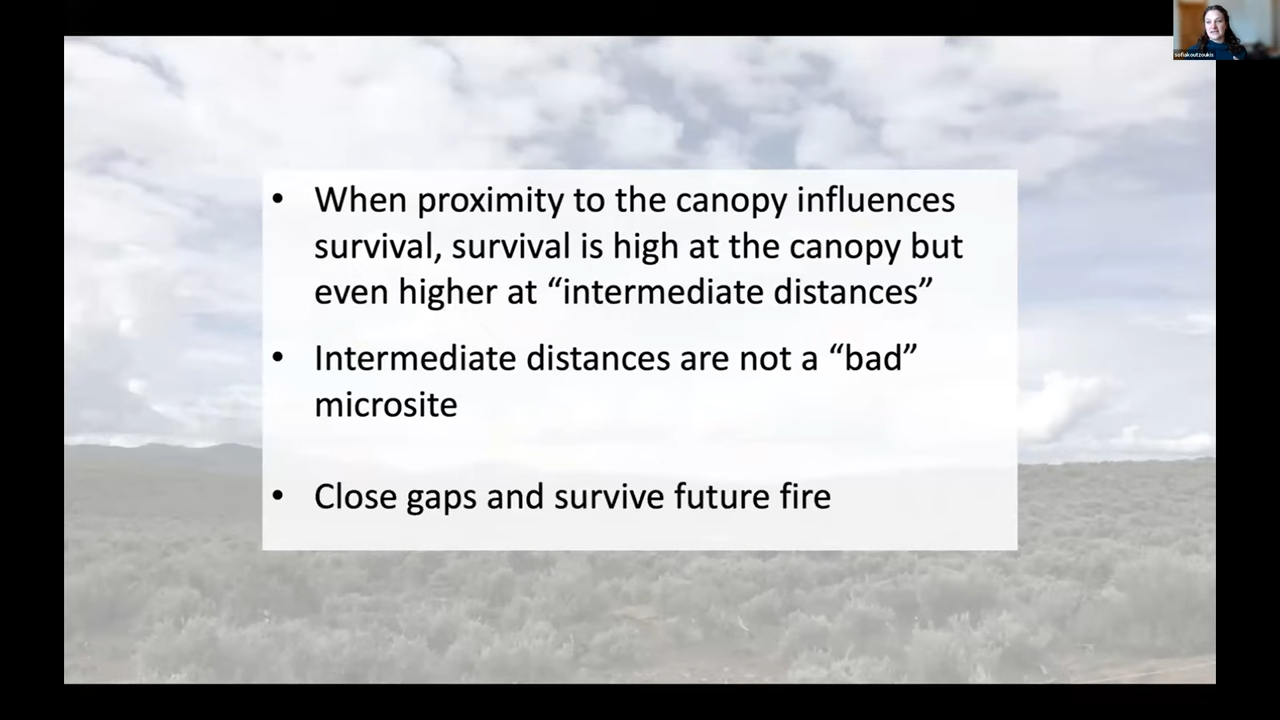 sofiakoutzoukis
• When proximity to the canopy influences
survival, survival is high at the canopy but
even higher at “intermediate distances”
• Intermediate distances are not a “bad”
microsite
• Close gaps and survive future fire